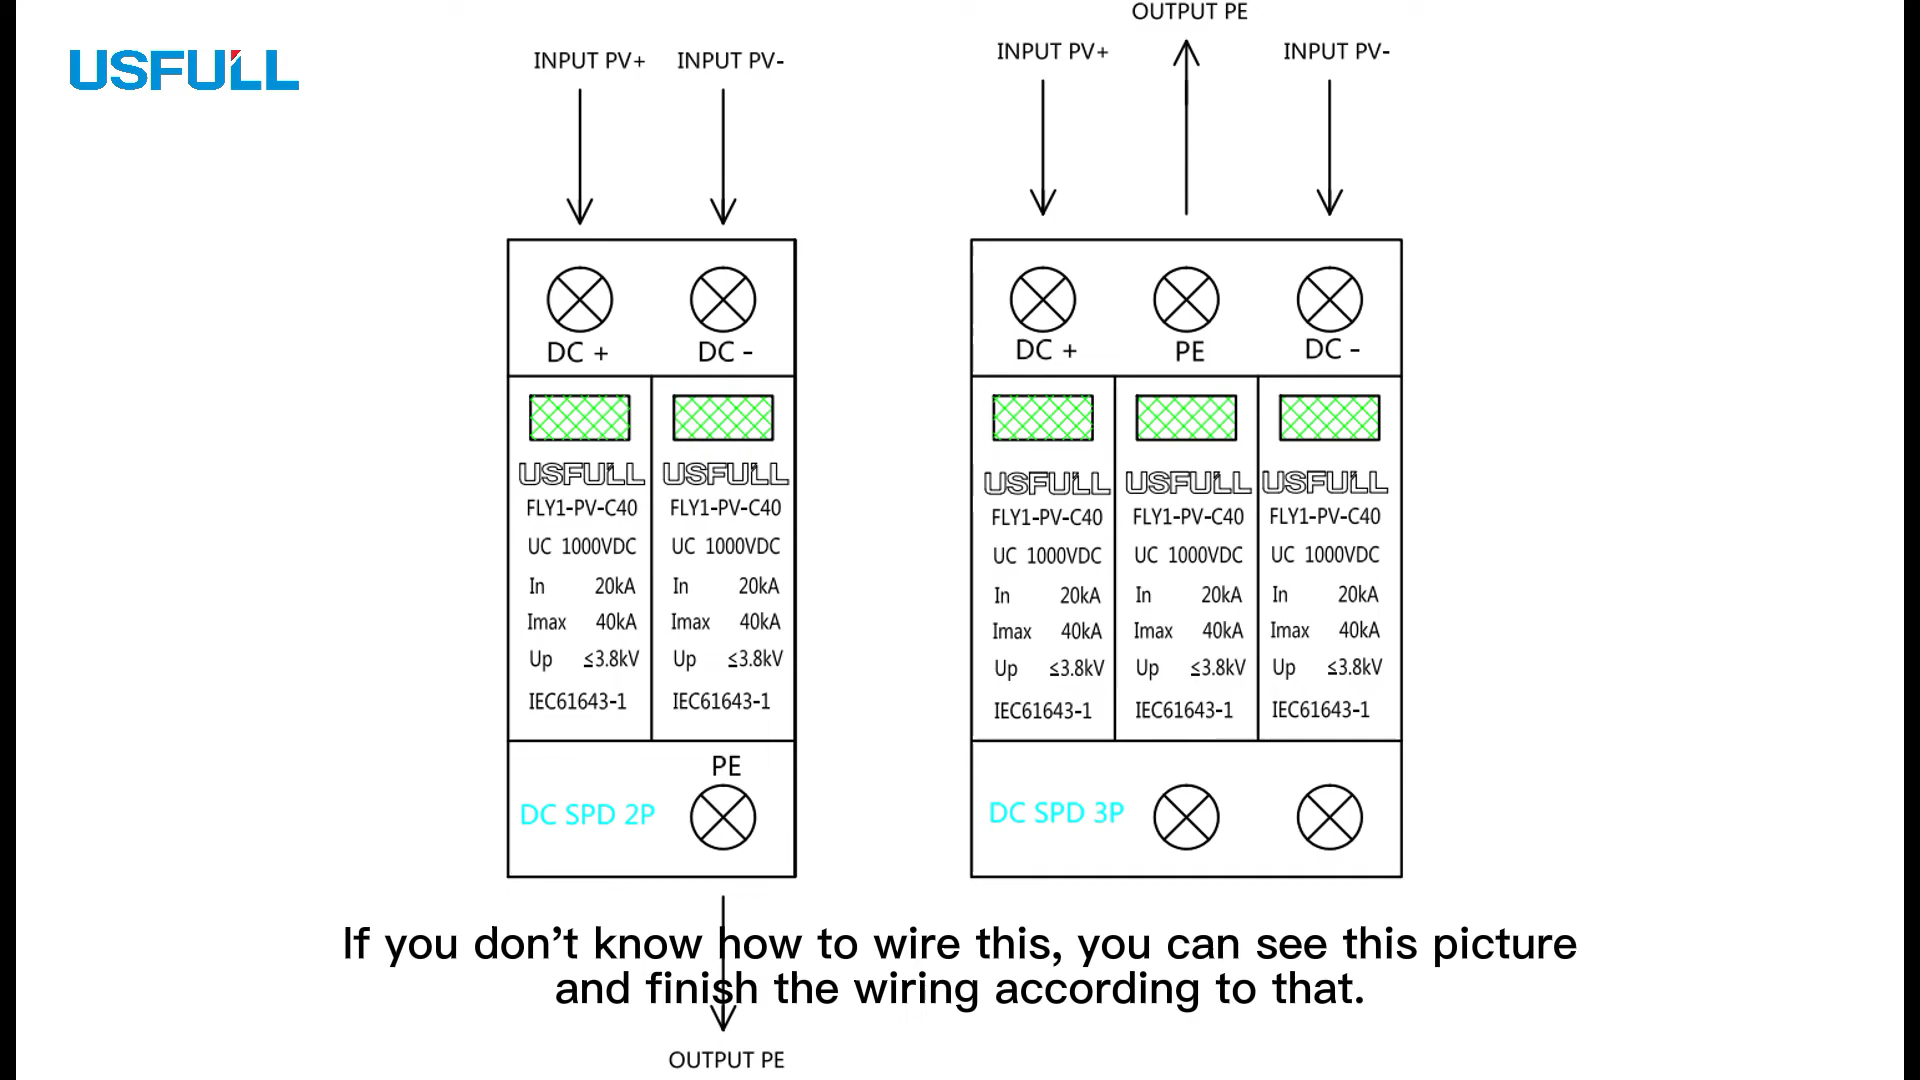 USFULL
INPUT PV+
INPUT PV-
DC +
DC -
USFULL
FLY1-PV-C40
UC 1000VDC
In 20kA
Imax 40kA
Up ≤3.8kV
IEC61643-1
USFULL
FLY1-PV-C40
UC 1000VDC
In 20kA
Imax 40kA
Up ≤3.8kV
IEC61643-1
DC SPD 2P
PE
OUTPUT PE
INPUT PV+
OUTPUT PE
INPUT PV-
DC +
PE
DC -
USFULL
FLY1-PV-C40
UC 1000VDC
In 20kA
Imax 40kA
Up ≤3.8kV
IEC61643-1
USFULL
FLY1-PV-C40
UC 1000VDC
In 20kA
Imax 40kA
Up ≤3.8kV
IEC61643-1
USFULL
FLY1-PV-C40
UC 1000VDC
In 20kA
Imax 40kA
Up ≤3.8kV
IEC61643-1
DC SPD 3P
If you don't know how to wire this, you can see this picture
and finish the wiring according to that.